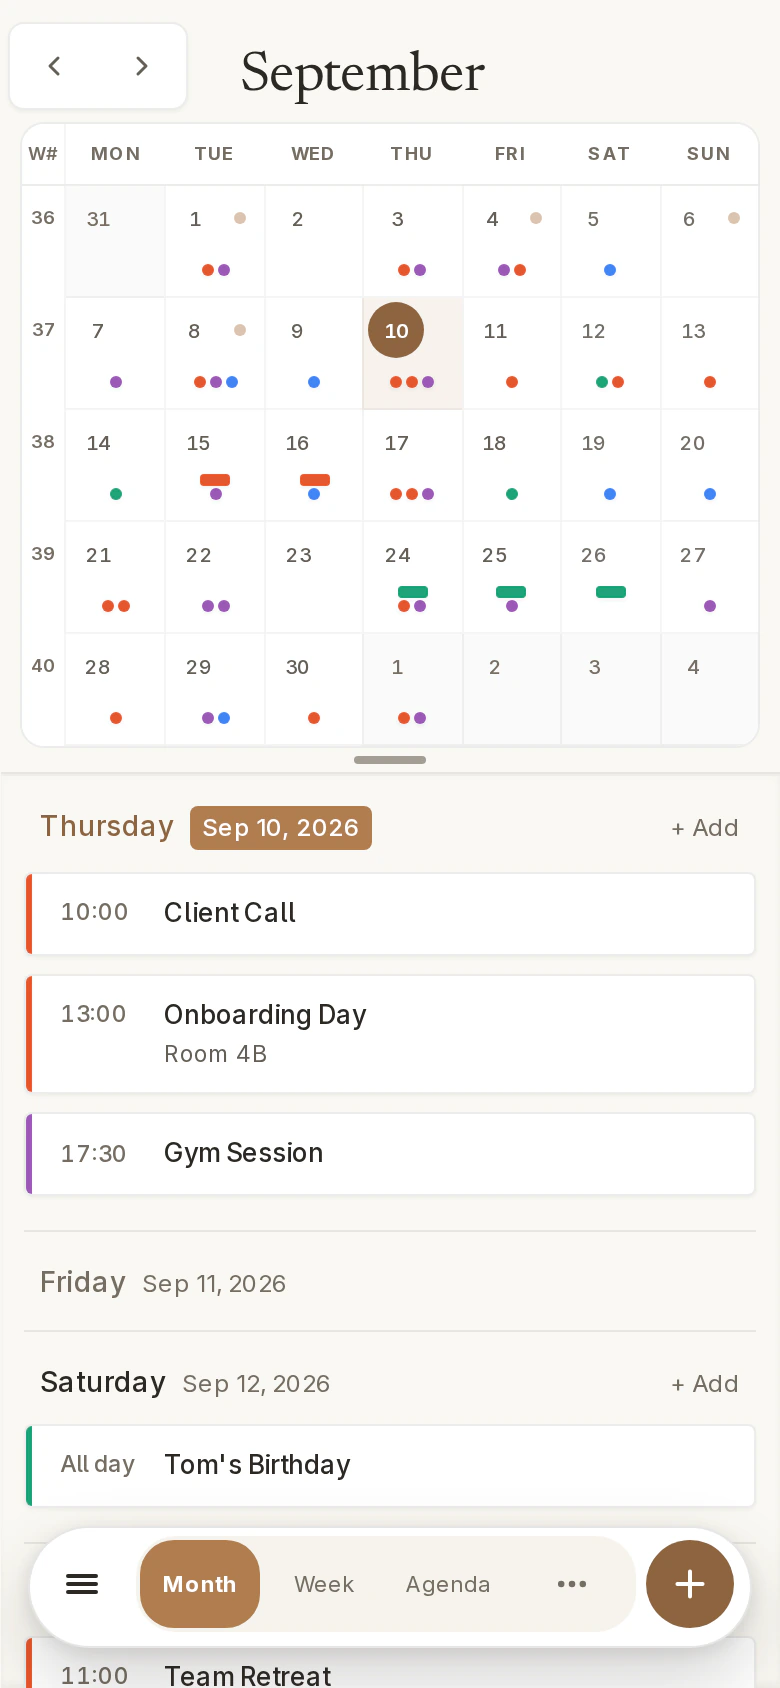 September
W# MON TUE WED THU FRI SAT SUN
36 31 1 2 3 4 5 6
37 7 8 9 10 11 12 13
38 14 15 16 17 18 19 20
39 21 22 23 24 25 26 27
40 28 29 30 1 2 3 4
Thursday Sep 10, 2026 + Add
10:00 Client Call
13:00 Onboarding Day
Room 4B
17:30 Gym Session
Friday Sep 11, 2026
Saturday Sep 12, 2026 + Add
All day Tom's Birthday
Month Week Agenda
11:00 Team Retreat